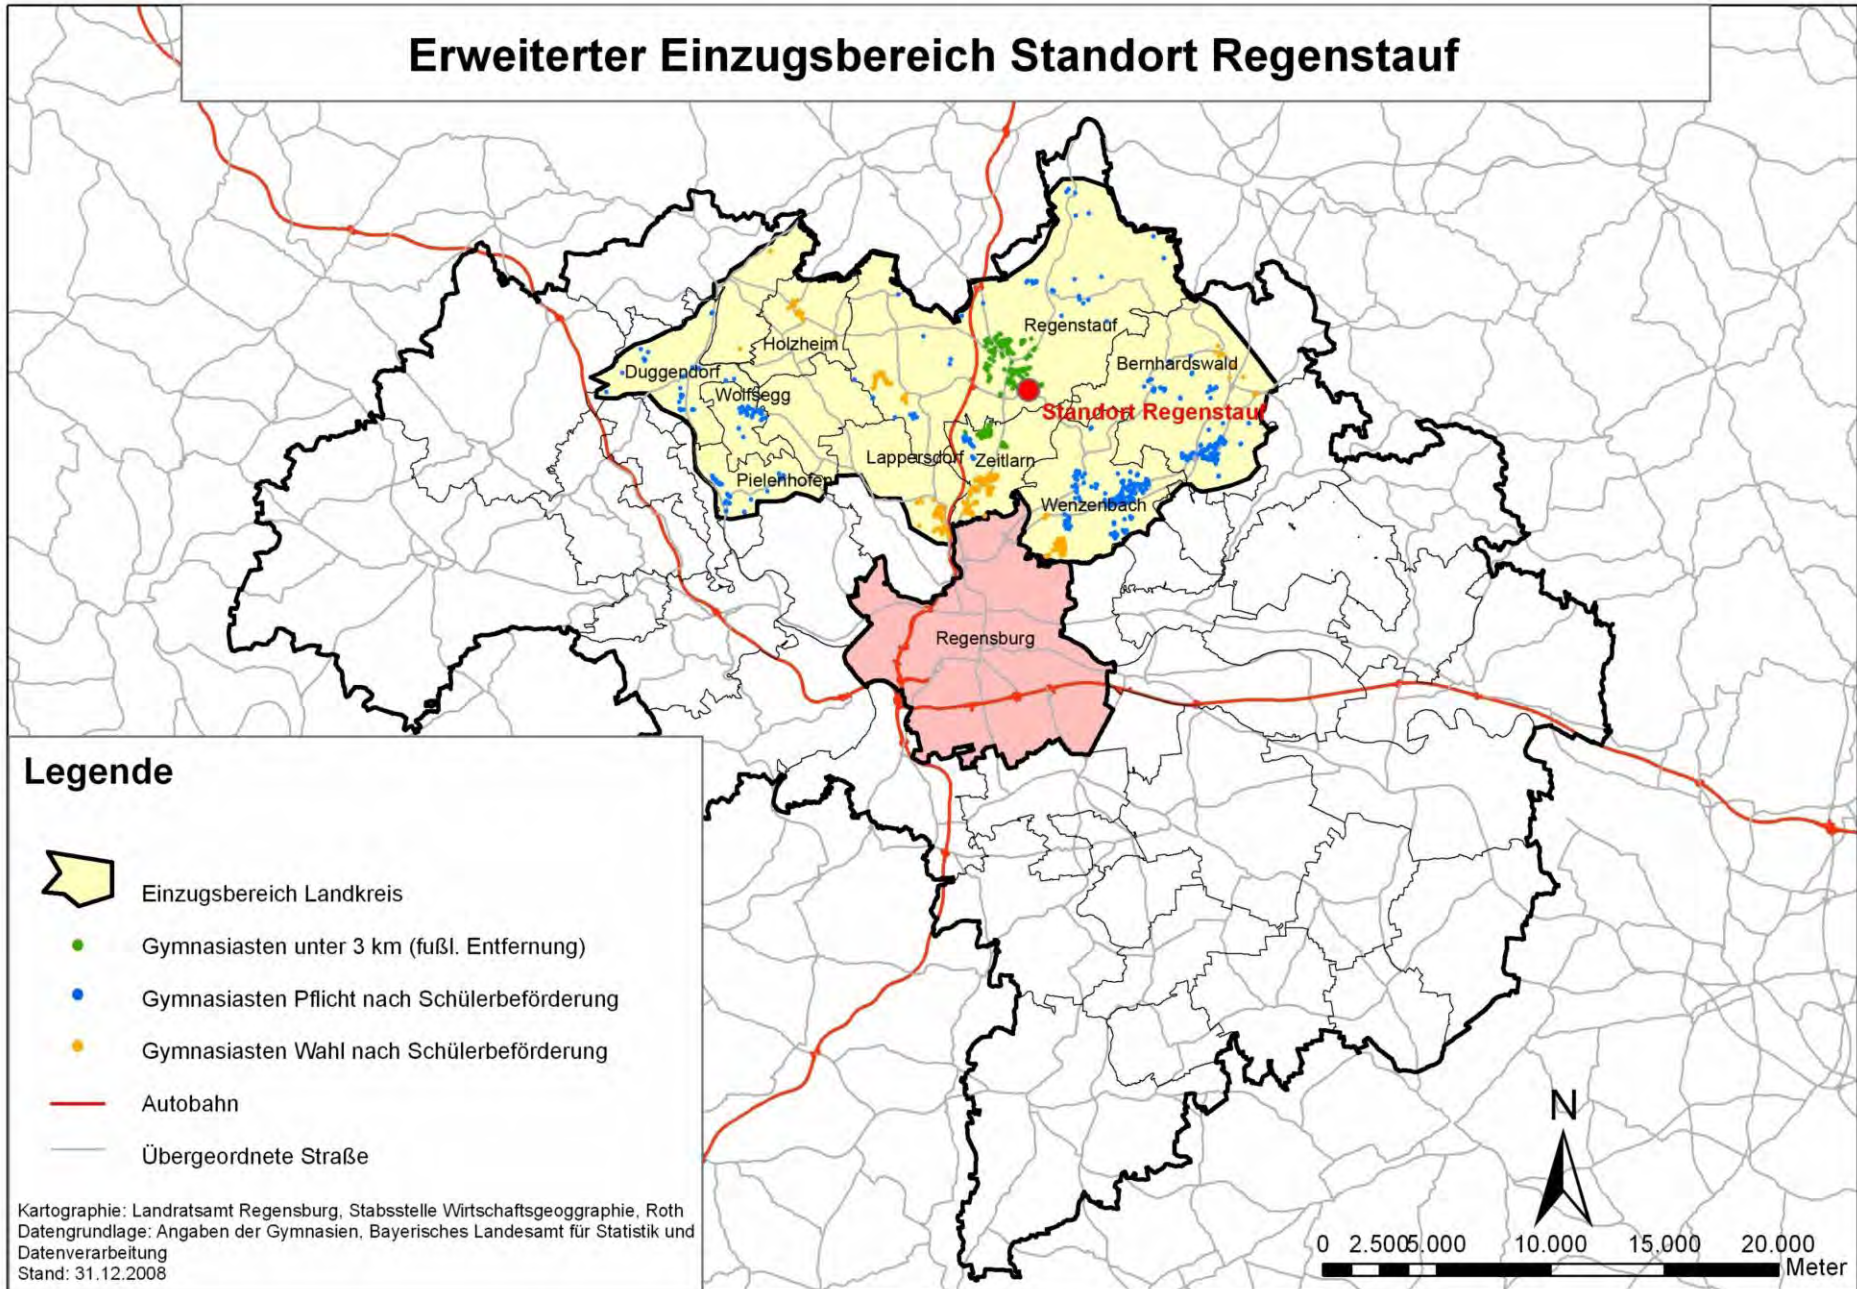 Erweiterter Einzugsbereich Standort Regenstauf
Regenstauf
Holzheim
Bernhardswald
Duggendorf
Wolfsegg
Standort Regenstauf
Lappersdorf
Zeitlarn
Pielenhofen
Wenzenbach
Regensburg
Legende
Einzugsbereich Landkreis
Gymnasiasten unter 3 km (fußl. Entfernung)
Gymnasiasten Pflicht nach Schülerbeförderung
Gymnasiasten Wahl nach Schülerbeförderung
Autobahn
Übergeordnete Straße
Kartographie: Landratsamt Regensburg, Stabsstelle Wirtschaftsgeoggraphie, Roth
Datengrundlage: Angaben der Gymnasien, Bayerisches Landesamt für Statistik und
Datenverarbeitung
Stand: 31.12.2008
N
0 2.500 5.000 10.000 15.000 20.000
Meter